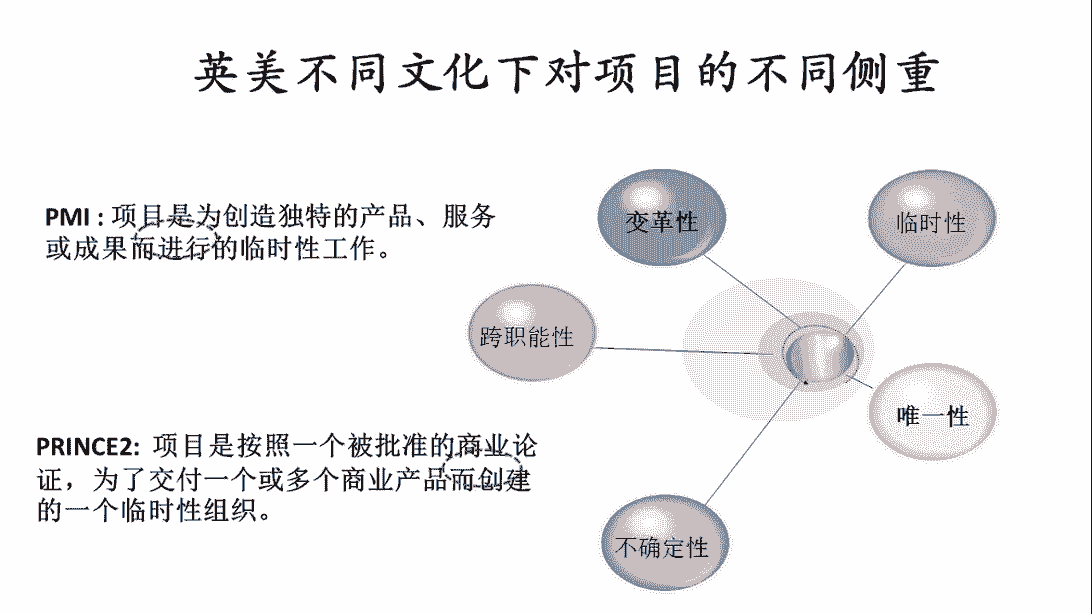 英美不同文化下对项目的不同侧重
PMI : 项目是为创造独特的产品、服务
或成果而进行的临时性工作。
PRINCE2: 项目是按照一个被批准的商业论
证，为了交付一个或多个商业产品而创建
的一个临时性组织。
变革性
临时性
跨职能性
唯一性
不确定性